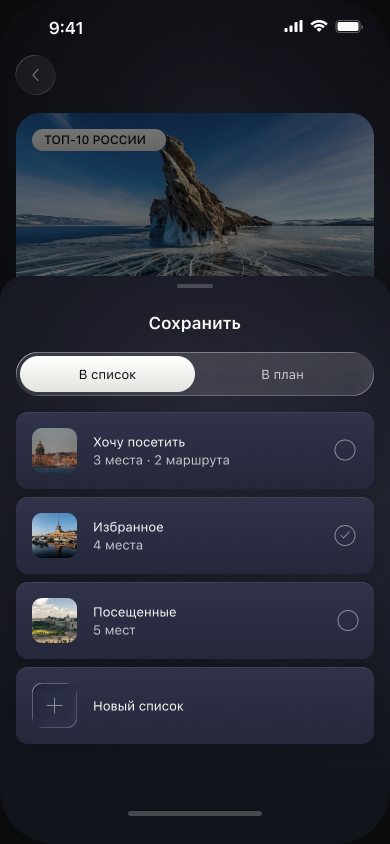 9:41
ТОП-10 РОССИИ
Сохранить
В список
В план
Хочу посетить
3 места · 2 маршрута
Избранное
4 места
Посещенные
5 мест
Новый список